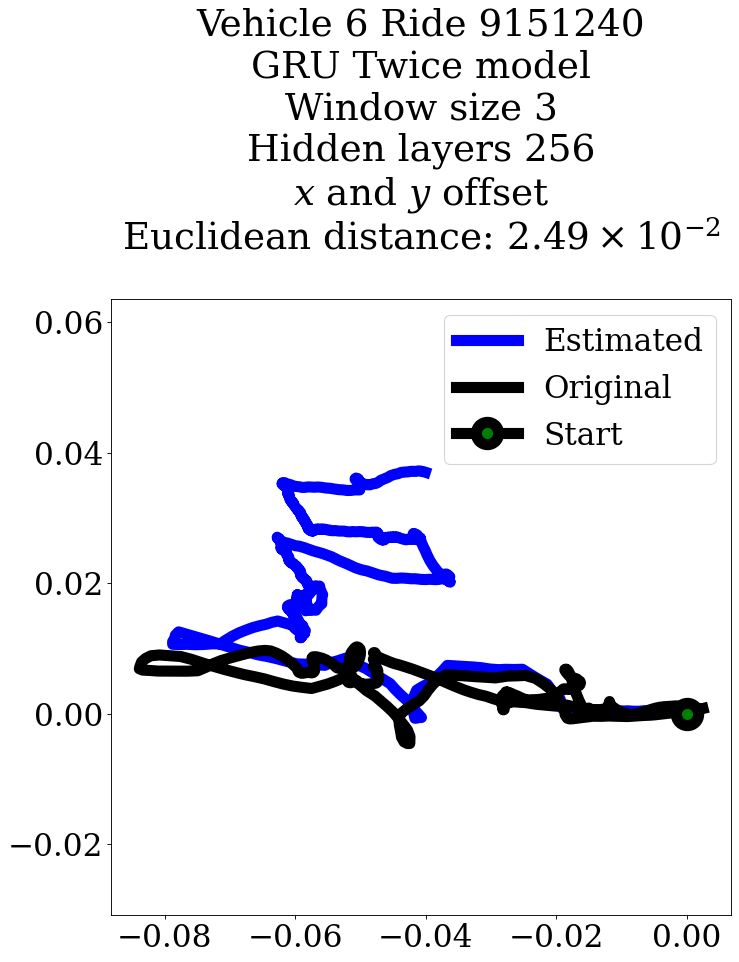 Vehicle 6 Ride 9151240
GRU Twice model
Window size 3
Hidden layers 256
x and y offset
Euclidean distance: 2.49 × 10⁻²
Estimated
Original
Start
0.06
0.04
0.02
0.00
−0.02
−0.08 −0.06 −0.04 −0.02 0.00